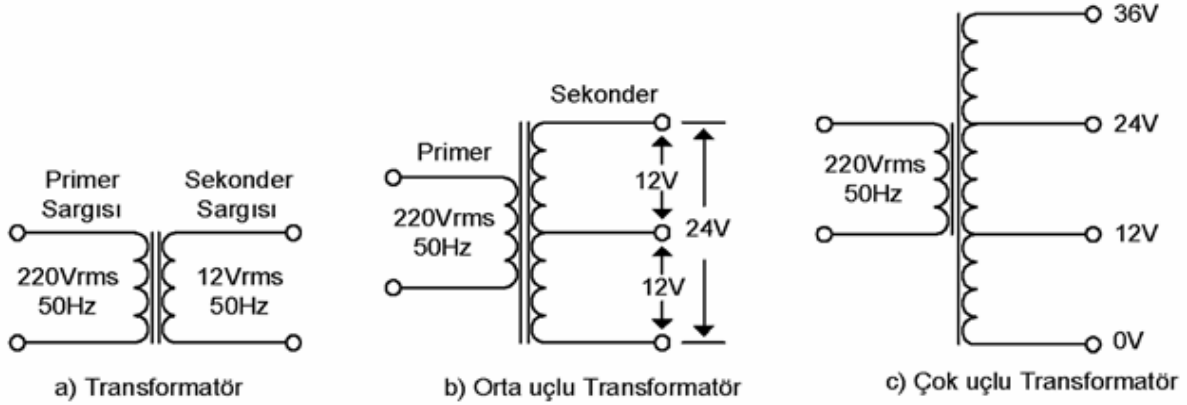 Primer
Sargısı
Sekonder
Sargısı
220Vrms
50Hz
12Vrms
50Hz
a) Transformatör
Sekonder
Primer
220Vrms
50Hz
12V
24V
12V
b) Orta uçlu Transformatör
36V
24V
220Vrms
50Hz
12V
0V
c) Çok uçlu Transformatör